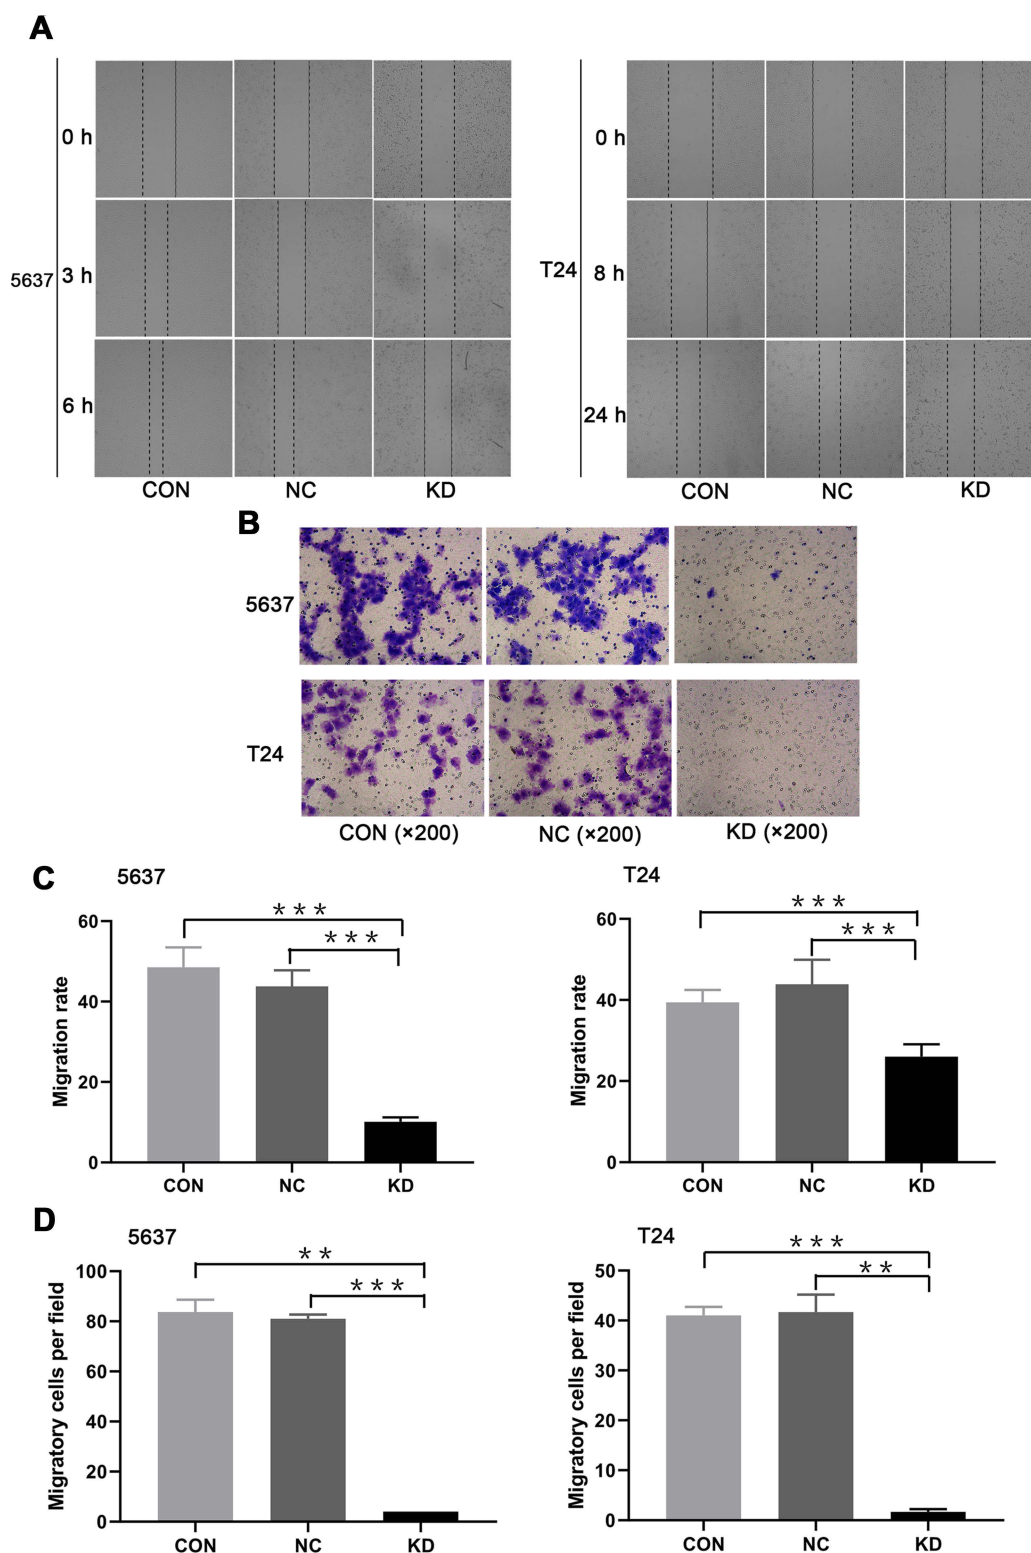 A
5637
0 h
3 h
6 h
CON NC KD
T24
0 h
8 h
24 h
CON NC KD
B
5637
T24
CON (×200) NC (×200) KD (×200)
C
5637
Migration rate
60
40
20
0
***
***
CON NC KD
T24
Migration rate
60
40
20
0
***
***
CON NC KD
D
5637
Migratory cells per field
100
80
60
40
20
0
**
***
CON NC KD
T24
Migratory cells per field
50
40
30
20
10
0
***
**
CON NC KD